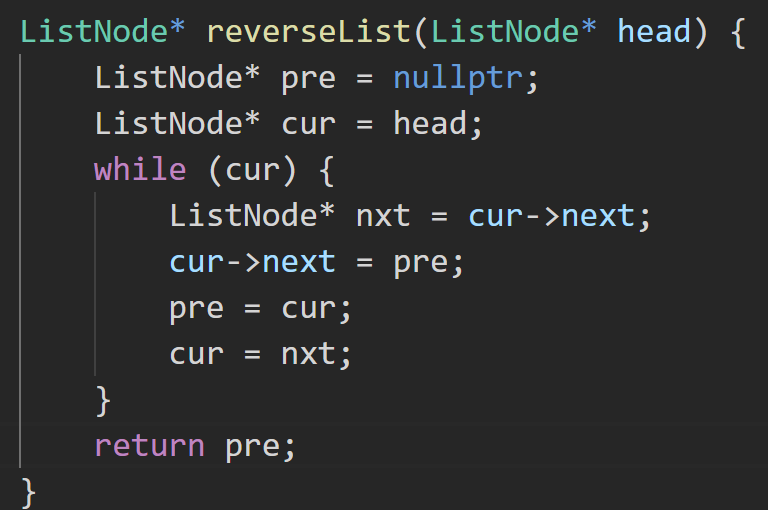 ListNode* reverseList(ListNode* head) {
    ListNode* pre = nullptr;
    ListNode* cur = head;
    while (cur) {
        ListNode* nxt = cur->next;
        cur->next = pre;
        pre = cur;
        cur = nxt;
    }
    return pre;
}